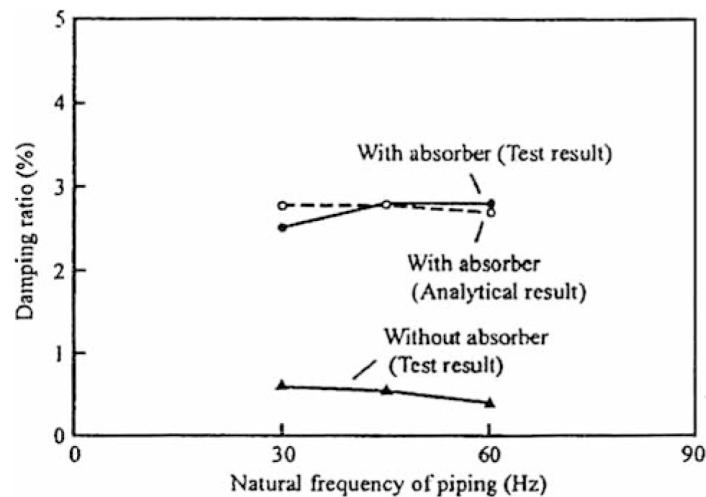 5
4
3
2
1
0
Damping ratio (%)
With absorber (Test result)
With absorber
(Analytical result)
Without absorber
(Test result)
0
30
60
90
Natural frequency of piping (Hz)